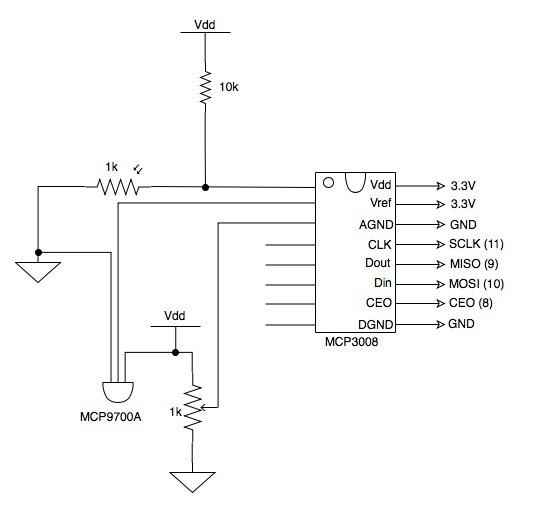 Vdd
10k
1k
Vdd 3.3V
Vref 3.3V
AGND GND
CLK SCLK (11)
Dout MISO (9)
Din MOSI (10)
CEO CEO (8)
DGND GND
MCP3008
Vdd
MCP9700A
1k